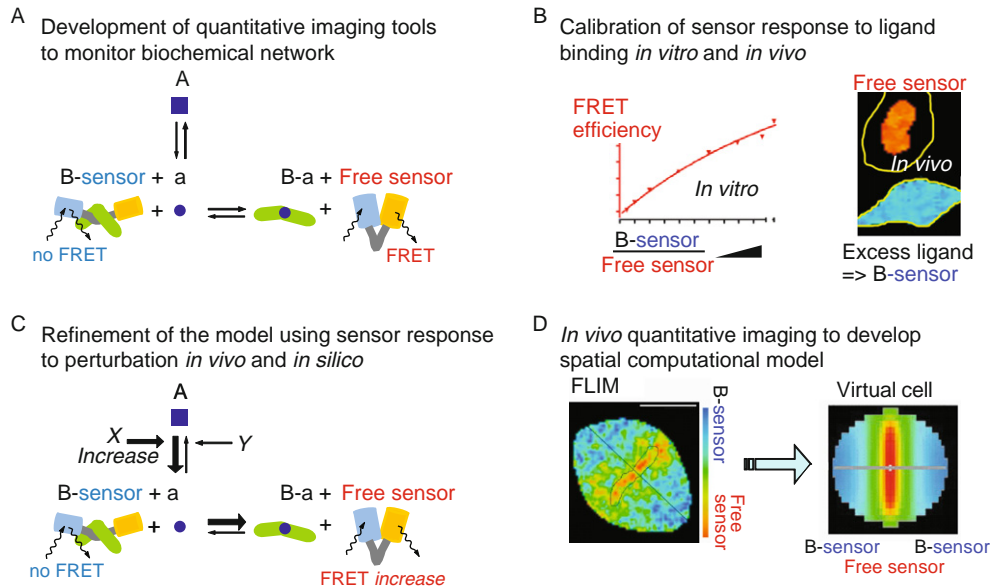 A
Development of quantitative imaging tools
to monitor biochemical network
A
B-sensor + a
B-a + Free sensor
+
+
no FRET
FRET
B
Calibration of sensor response to ligand
binding in vitro and in vivo
FRET
efficiency
In vitro
B-sensor
Free sensor
Free sensor
In vivo
Excess ligand
=> B-sensor
C
Refinement of the model using sensor response
to perturbation in vivo and in silico
A
X
Increase
Y
B-sensor + a
B-a + Free sensor
+
+
no FRET
FRET increase
D
In vivo quantitative imaging to develop
spatial computational model
FLIM
B-sensor
Free
sensor
Virtual cell
B-sensor B-sensor
Free sensor